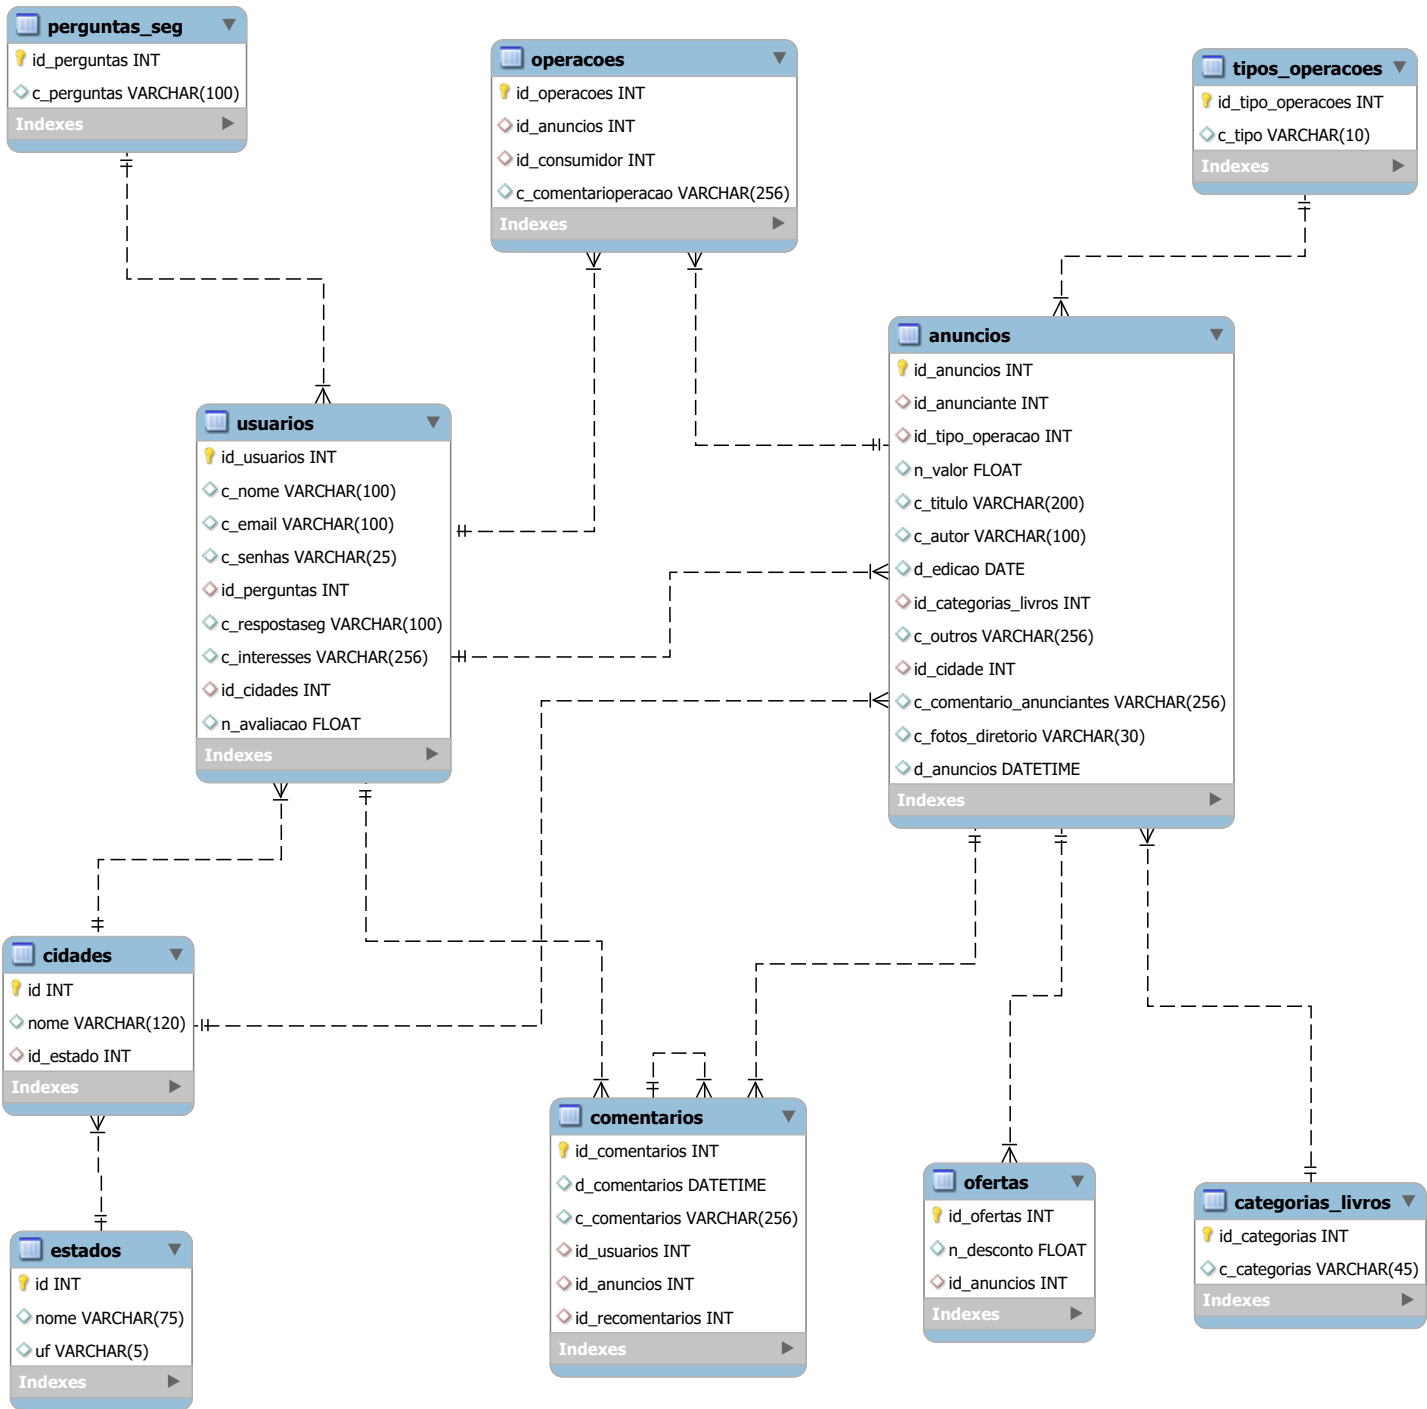 perguntas_seg
id_perguntas INT
c_perguntas VARCHAR(100)
Indexes
operacoes
id_operacoes INT
id_anuncios INT
id_consumidor INT
c_comentarioperacao VARCHAR(256)
Indexes
tipos_operacoes
id_tipo_operacoes INT
c_tipo VARCHAR(10)
Indexes
usuarios
id_usuarios INT
c_nome VARCHAR(100)
c_email VARCHAR(100)
c_senhas VARCHAR(25)
id_perguntas INT
c_respostaseg VARCHAR(100)
c_interesses VARCHAR(256)
id_cidades INT
n_avaliacao FLOAT
Indexes
anuncios
id_anuncios INT
id_anunciante INT
id_tipo_operacao INT
n_valor FLOAT
c_titulo VARCHAR(200)
c_autor VARCHAR(100)
d_edicao DATE
id_categorias_livros INT
c_outros VARCHAR(256)
id_cidade INT
c_comentario_anunciantes VARCHAR(256)
c_fotos_diretorio VARCHAR(30)
d_anuncios DATETIME
Indexes
cidades
id INT
nome VARCHAR(120)
id_estado INT
Indexes
estados
id INT
nome VARCHAR(75)
uf VARCHAR(5)
Indexes
comentarios
id_comentarios INT
d_comentarios DATETIME
c_comentarios VARCHAR(256)
id_usuarios INT
id_anuncios INT
id_recomentarios INT
Indexes
ofertas
id_ofertas INT
n_desconto FLOAT
id_anuncios INT
Indexes
categorias_livros
id_categorias INT
c_categorias VARCHAR(45)
Indexes